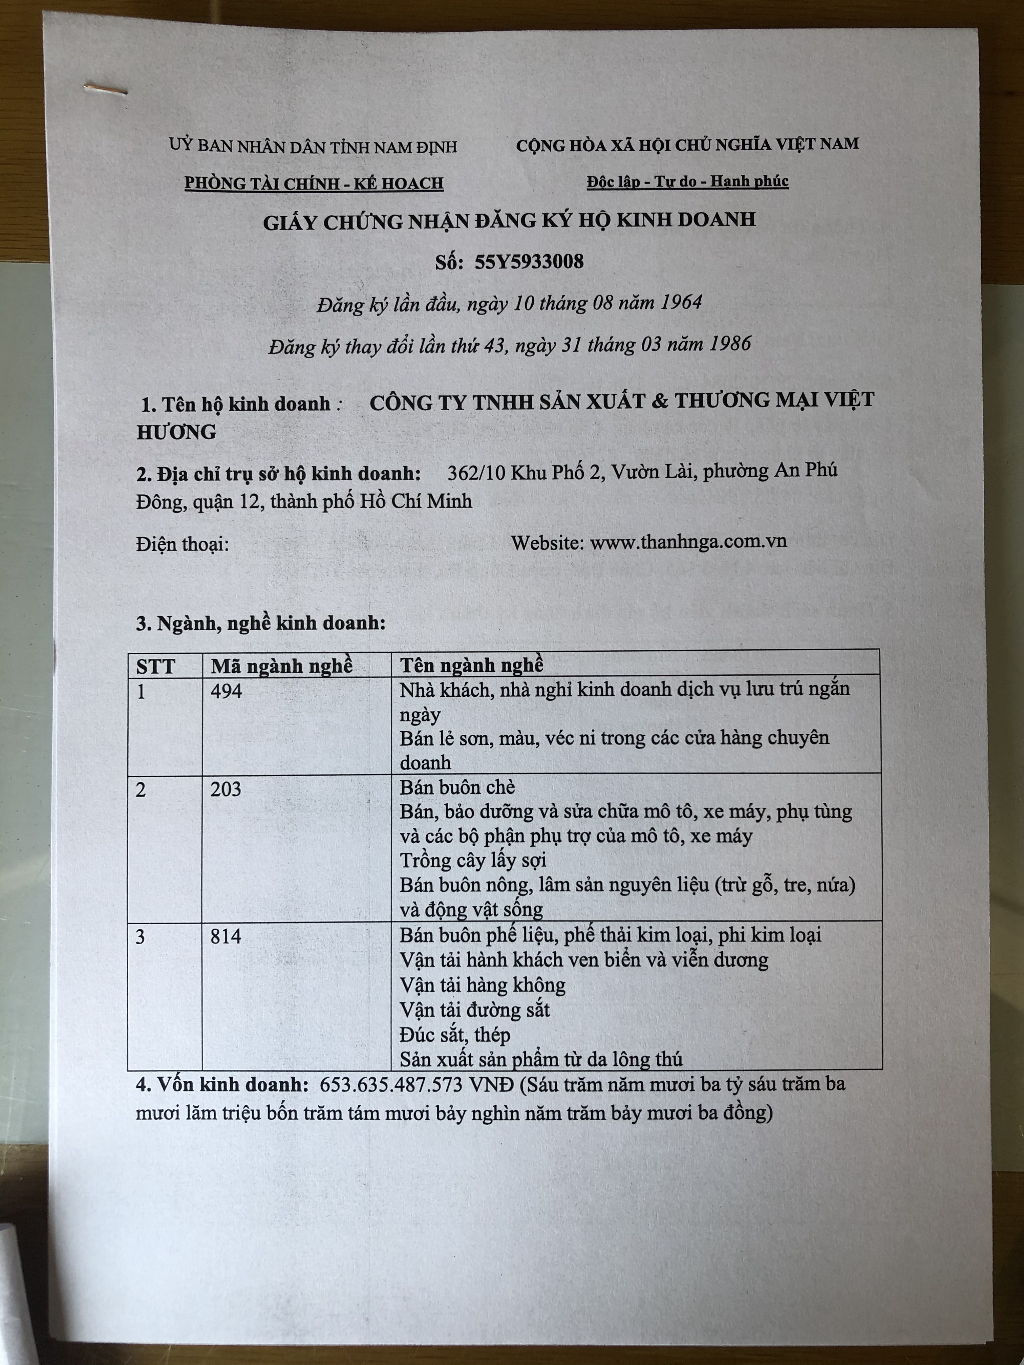 UỶ BAN NHÂN DÂN TỈNH NAM ĐỊNH CỘNG HÒA XÃ HỘI CHỦ NGHĨA VIỆT NAM
PHÒNG TÀI CHÍNH - KẾ HOẠCH Độc lập - Tự do - Hạnh phúc
GIẤY CHỨNG NHẬN ĐĂNG KÝ HỘ KINH DOANH
Số: 55Y5933008
Đăng ký lần đầu, ngày 10 tháng 08 năm 1964
Đăng ký thay đổi lần thứ 43, ngày 31 tháng 03 năm 1986
1. Tên hộ kinh doanh : CÔNG TY TNHH SẢN XUẤT & THƯƠNG MẠI VIỆT
HƯƠNG
2. Địa chỉ trụ sở hộ kinh doanh: 362/10 Khu Phố 2, Vườn Lài, phường An Phú
Đông, quận 12, thành phố Hồ Chí Minh
Điện thoại: Website: www.thanhnga.com.vn
3. Ngành, nghề kinh doanh:
STT Mã ngành nghề Tên ngành nghề
1 494 Nhà khách, nhà nghỉ kinh doanh dịch vụ lưu trú ngắn
ngày
Bán lẻ sơn, màu, véc ni trong các cửa hàng chuyên
doanh
2 203 Bán buôn chè
Bán, bảo dưỡng và sửa chữa mô tô, xe máy, phụ tùng
và các bộ phận phụ trợ của mô tô, xe máy
Trồng cây lấy sợi
Bán buôn nông, lâm sản nguyên liệu (trừ gỗ, tre, nứa)
và động vật sống
3 814 Bán buôn phế liệu, phế thải kim loại, phi kim loại
Vận tải hành khách ven biển và viễn dương
Vận tải hàng không
Vận tải đường sắt
Đúc sắt, thép
Sản xuất sản phẩm từ da lông thú
4. Vốn kinh doanh: 653.635.487.573 VNĐ (Sáu trăm năm mươi ba tỷ sáu trăm ba
mươi lăm triệu bốn trăm tám mươi bảy nghìn năm trăm bảy mươi ba đồng)